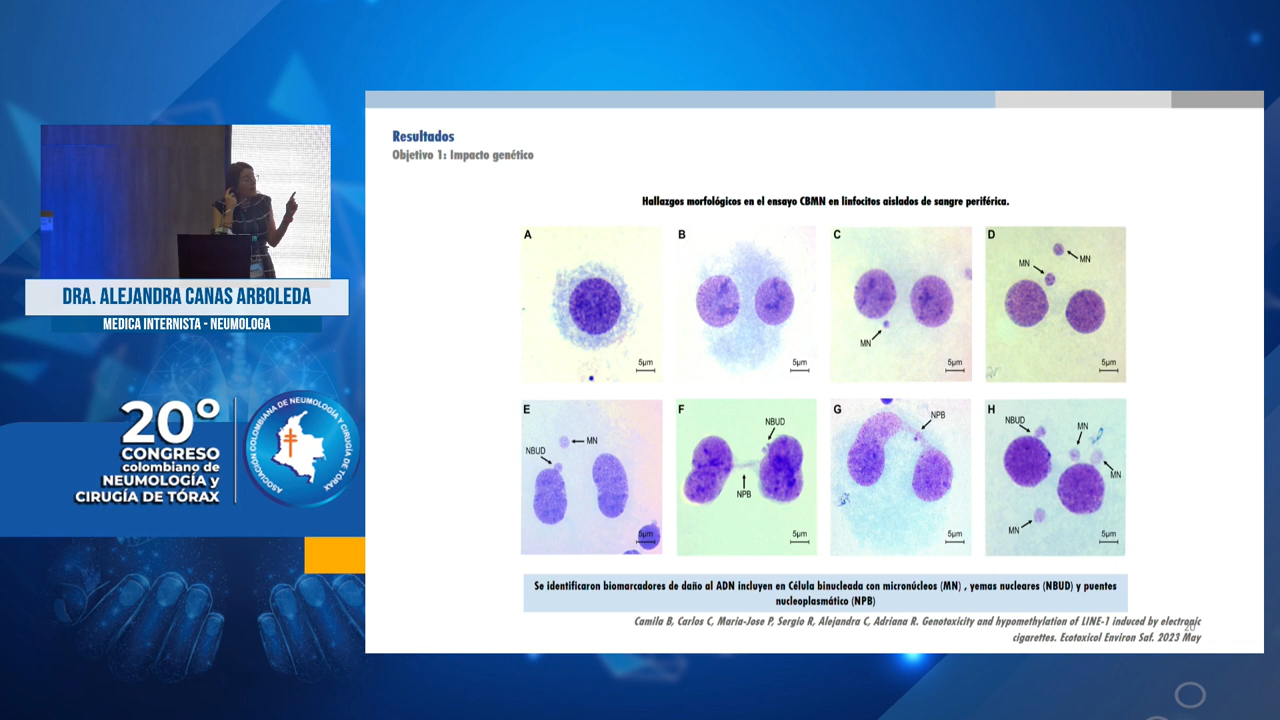 Resultados
Objetivo 1: Impacto genético
Hallazgos morfológicos en el ensayo CBMN en linfocitos aislados de sangre periférica.
A
B
C
D
MN
MN
MN
5µm
5µm
5µm
5µm
E
F
G
H
NBUD
MN
NBUD
NPB
NPB
NBUD
MN
MN
MN
5µm
5µm
5µm
5µm
Se identificaron biomarcadores de daño al ADN incluyen en Célula binucleada con micronúcleos (MN) , yemas nucleares (NBUD) y puentes
nucleoplasmático (NPB)
Camila B, Carlos C, Maria-Jose P, Sergio R, Alejandra C, Adriana R. Genotoxicity and hypomethylation of LINE-1 induced by electronic
cigarettes. Ecotoxicol Environ Saf. 2023 May
20
DRA. ALEJANDRA CANAS ARBOLEDA
MEDICA INTERNISTA - NEUMOLOGA
20º
CONGRESO
colombiano de
NEUMOLOGÍA y
CIRUGÍA DE TÓRAX
ASOCIACIÓN COLOMBIANA DE NEUMOLOGÍA Y CIRUGÍA DE TÓRAX